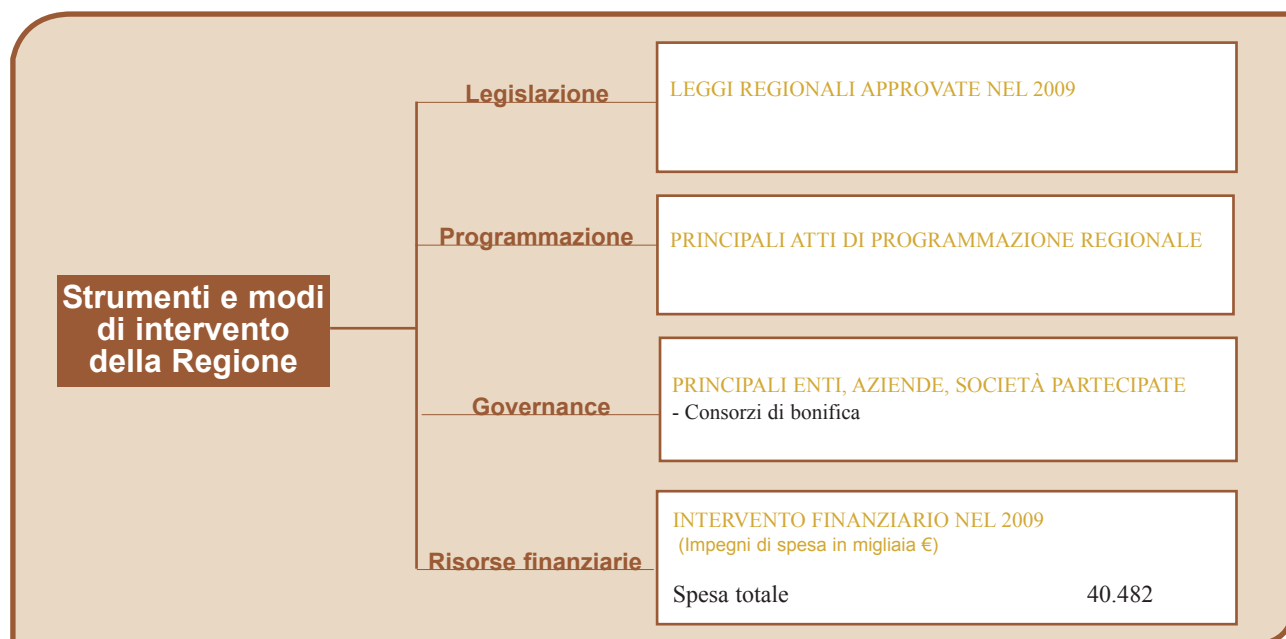 Strumenti e modi
di intervento
della Regione
Legislazione
LEGGI REGIONALI APPROVATE NEL 2009
Programmazione
PRINCIPALI ATTI DI PROGRAMMAZIONE REGIONALE
Governance
PRINCIPALI ENTI, AZIENDE, SOCIETÀ PARTECIPATE
- Consorzi di bonifica
Risorse finanziarie
INTERVENTO FINANZIARIO NEL 2009
(Impegni di spesa in migliaia €)
Spesa totale 40.482